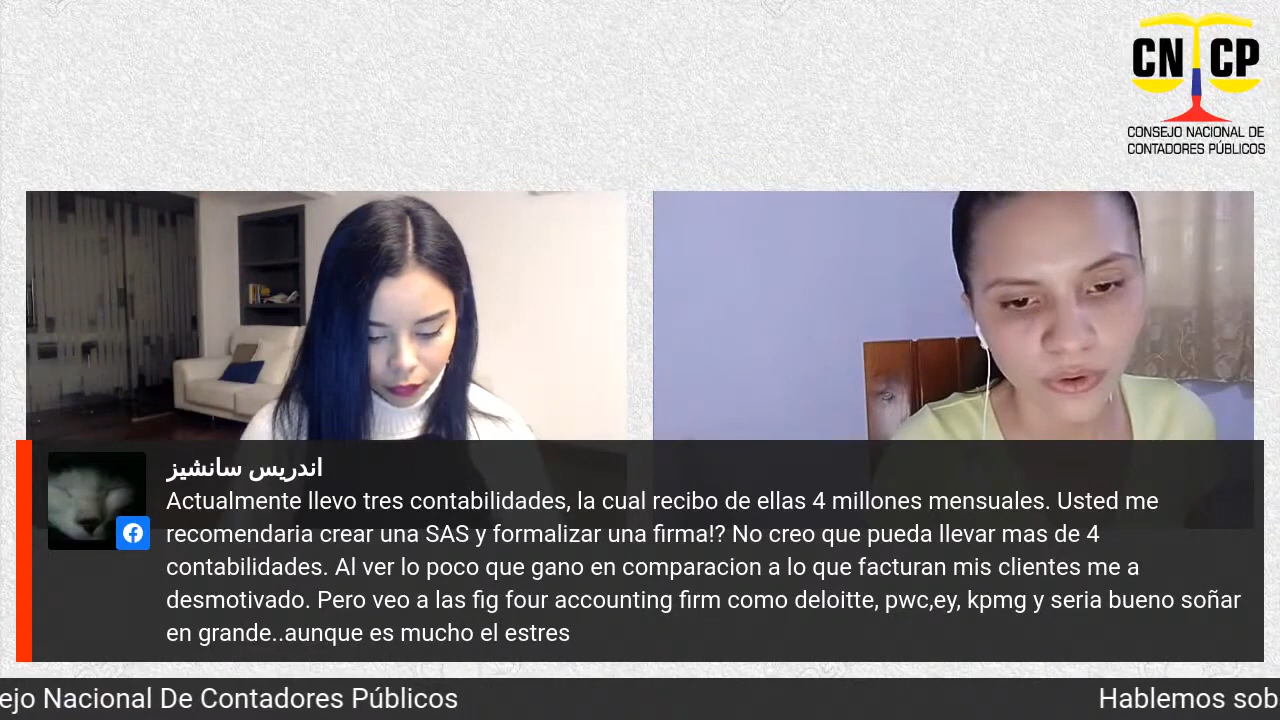 CN CP
CONSEJO NACIONAL DE
CONTADORES PÚBLICOS
اندريس سانشيز
Actualmente llevo tres contabilidades, la cual recibo de ellas 4 millones mensuales. Usted me
recomendaria crear una SAS y formalizar una firma!? No creo que pueda llevar mas de 4
contabilidades. Al ver lo poco que gano en comparacion a lo que facturan mis clientes me a
desmotivado. Pero veo a las fig four accounting firm como deloitte, pwc,ey, kpmg y seria bueno soñar
en grande..aunque es mucho el estres
ejo Nacional De Contadores Públicos Hablemos sob